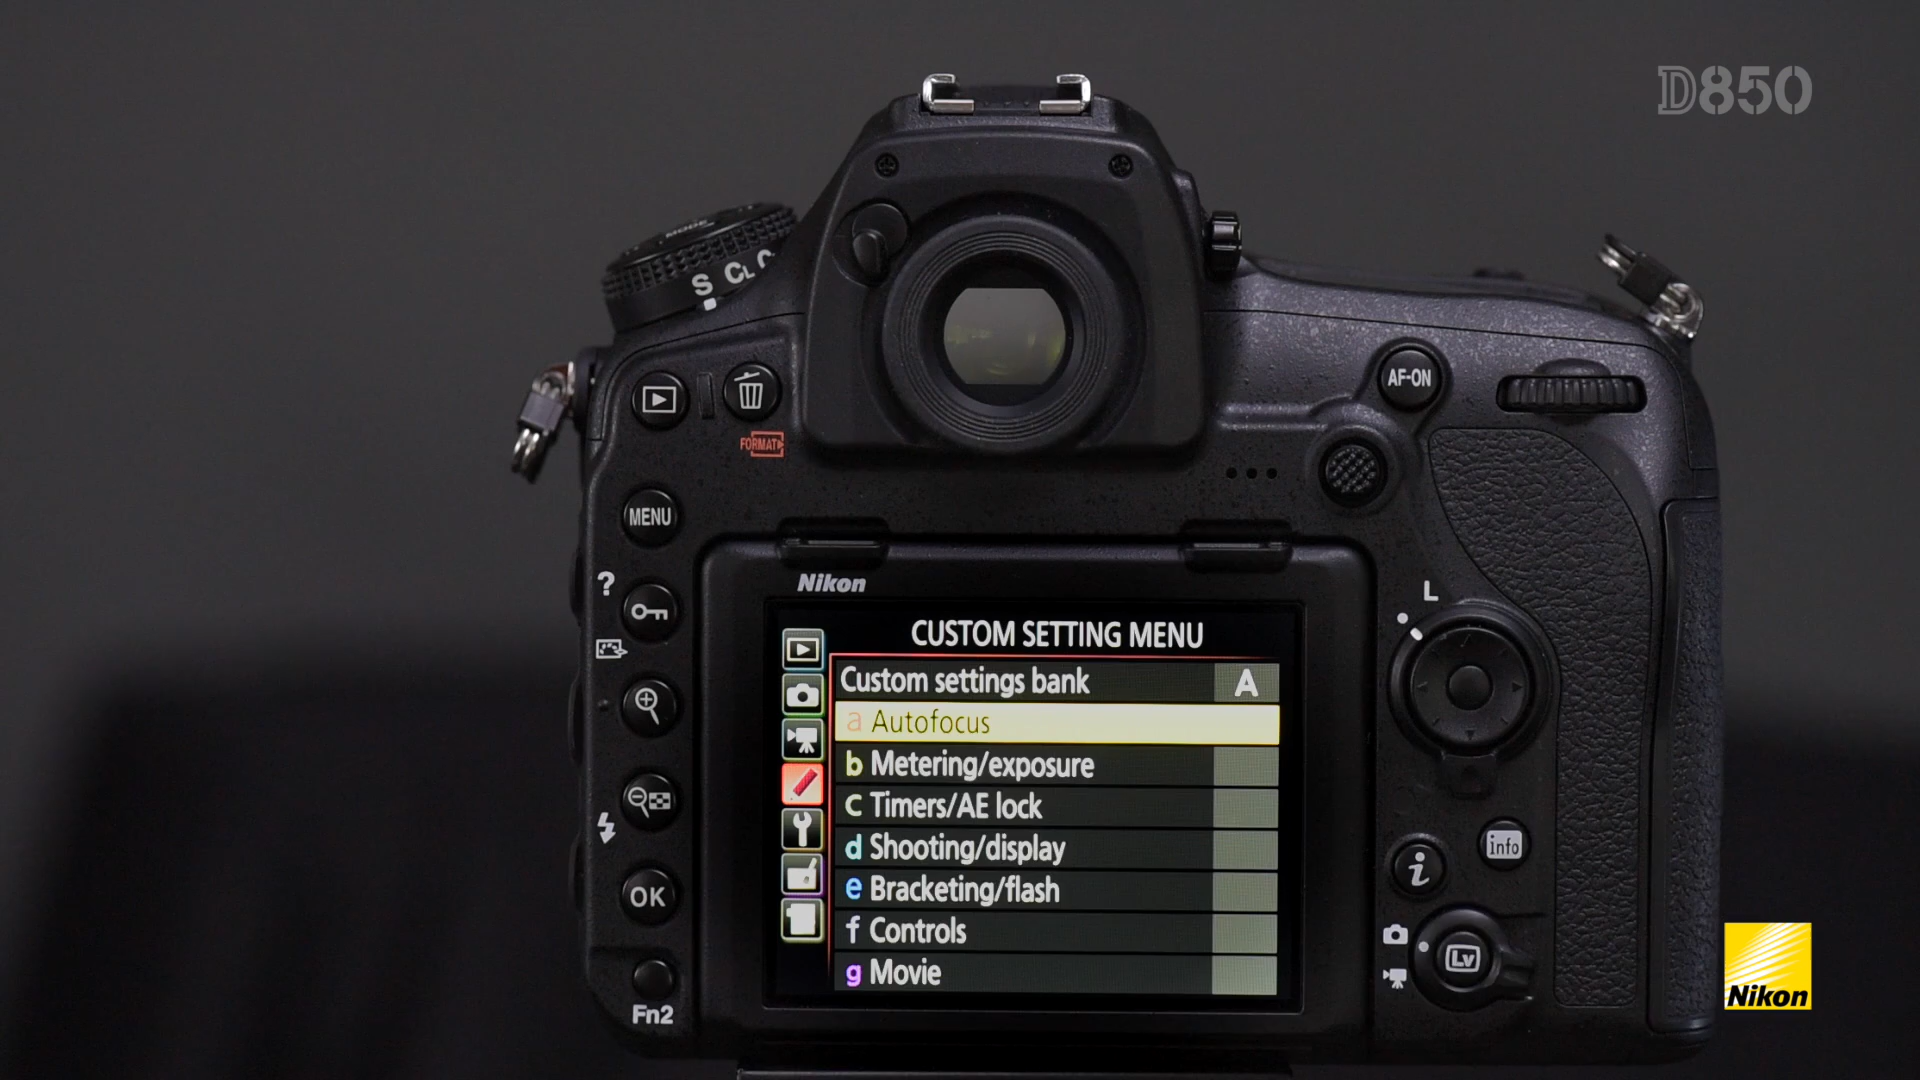 D850
MODE
S CL C
FORMAT
AF-ON
MENU
Nikon
?
L
CUSTOM SETTING MENU
Custom settings bank A
a Autofocus
b Metering/exposure
c Timers/AE lock
d Shooting/display
e Bracketing/flash
f Controls
g Movie
OK
i
info
Lv
Fn2
Nikon